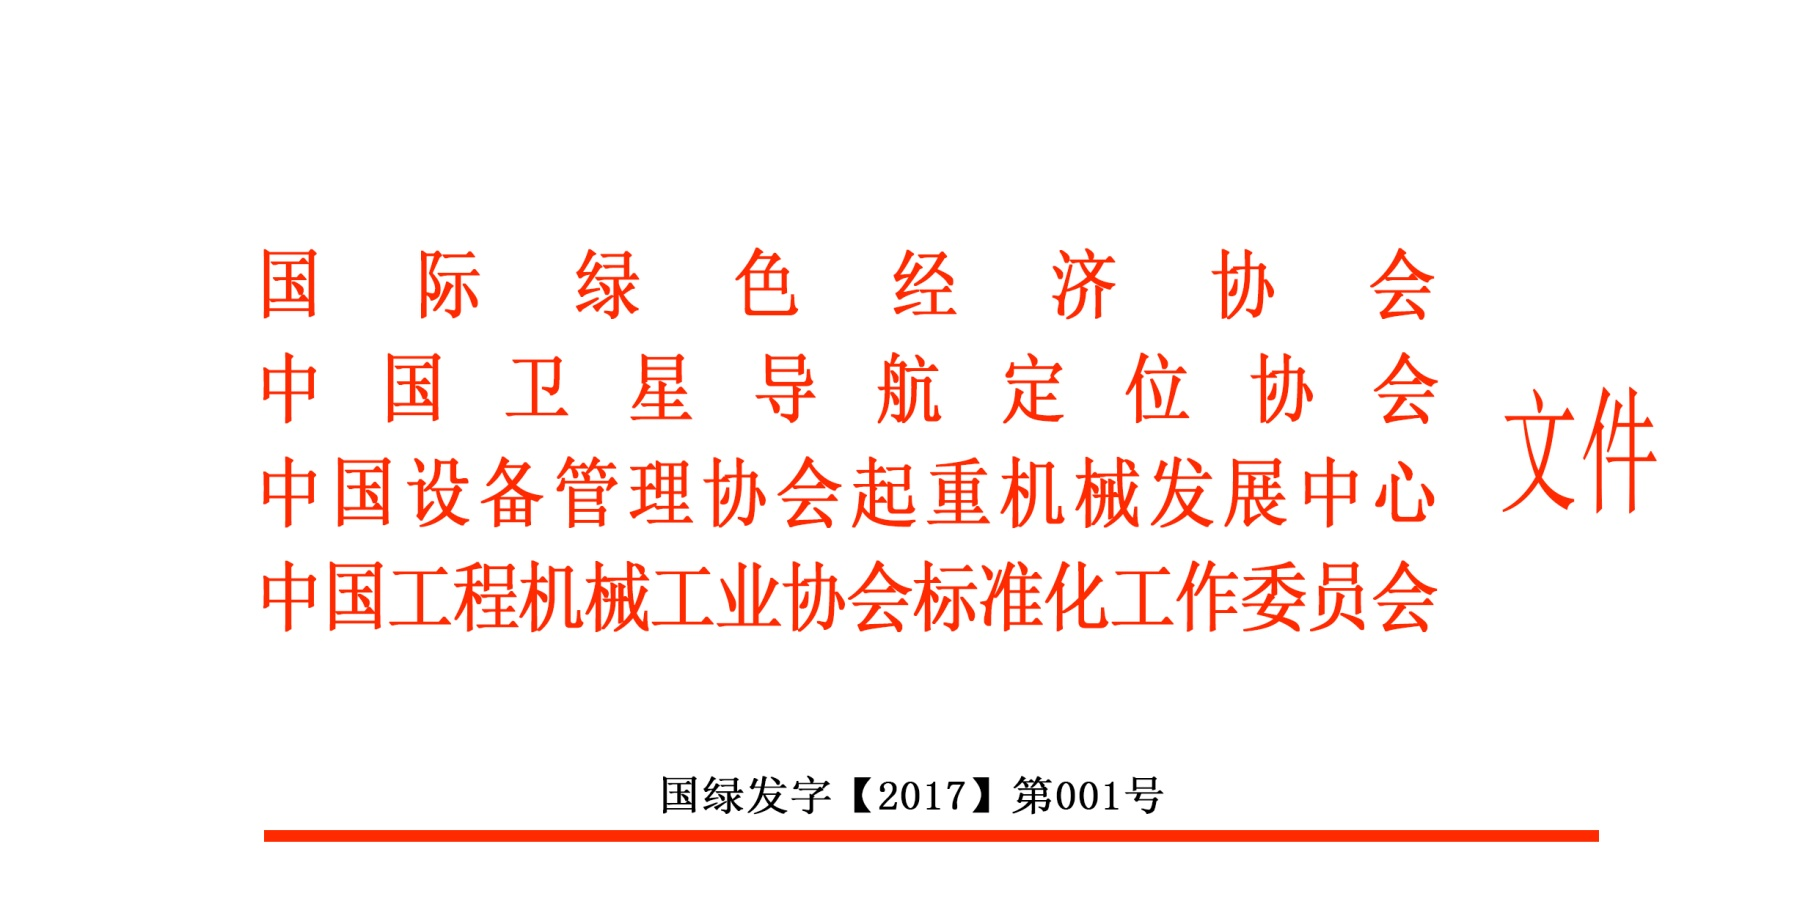 国际绿色经济协会
中国卫星导航定位协会
中国设备管理协会起重机械发展中心
中国工程机械工业协会标准化工作委员会
文件
国绿发字【2017】第001号